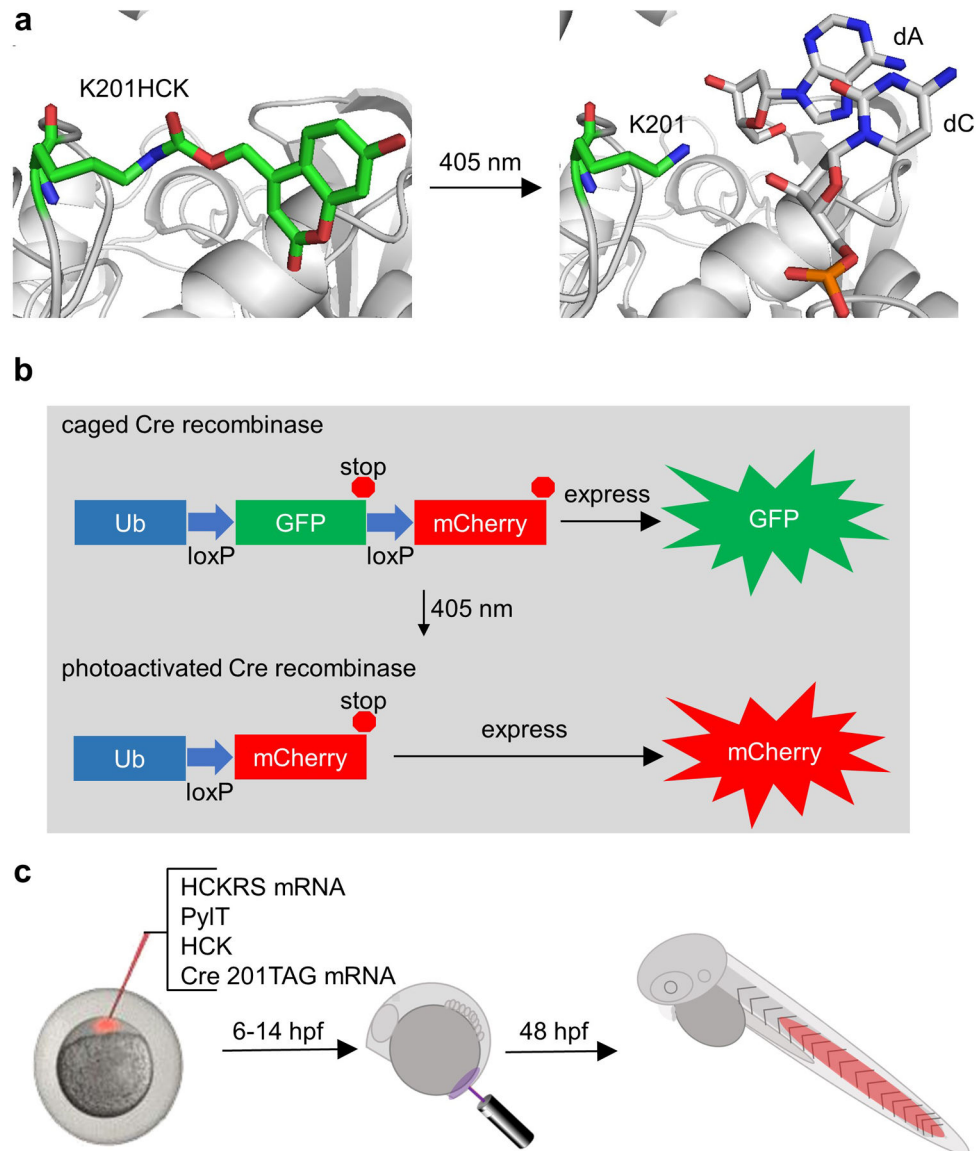 a
K201HCK
405 nm
K201
dA
dC
b
caged Cre recombinase
stop
Ub
GFP
mCherry
express
GFP
loxP
loxP
405 nm
photoactivated Cre recombinase
stop
Ub
mCherry
express
mCherry
loxP
c
HCKRS mRNA
PylT
HCK
Cre 201TAG mRNA
6-14 hpf
48 hpf